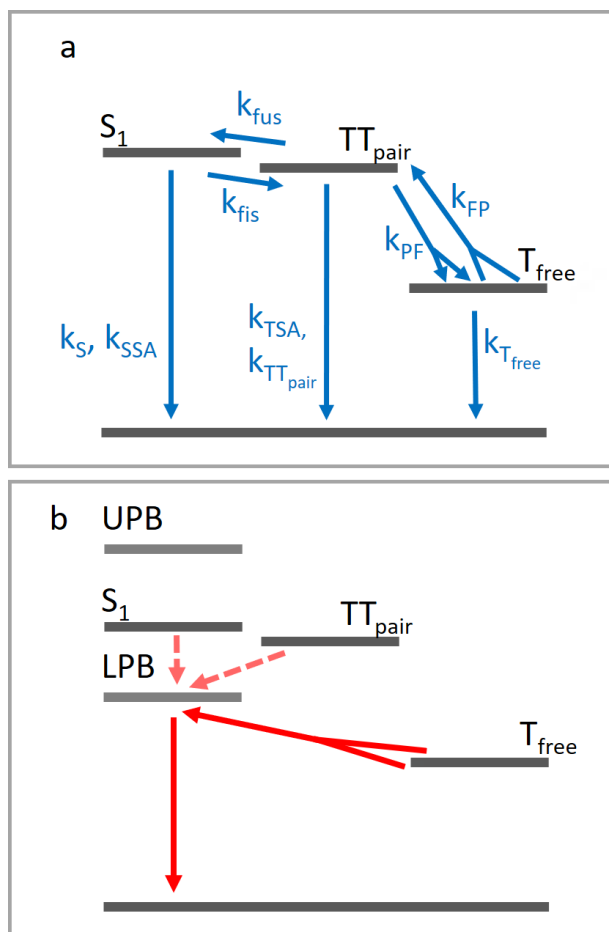 a
k_fus
S_1
TT_pair
k_fis
k_FP
k_PF
T_free
k_S, k_SSA
k_TSA,
k_TT_pair
k_T_free
b
UPB
S_1
TT_pair
LPB
T_free